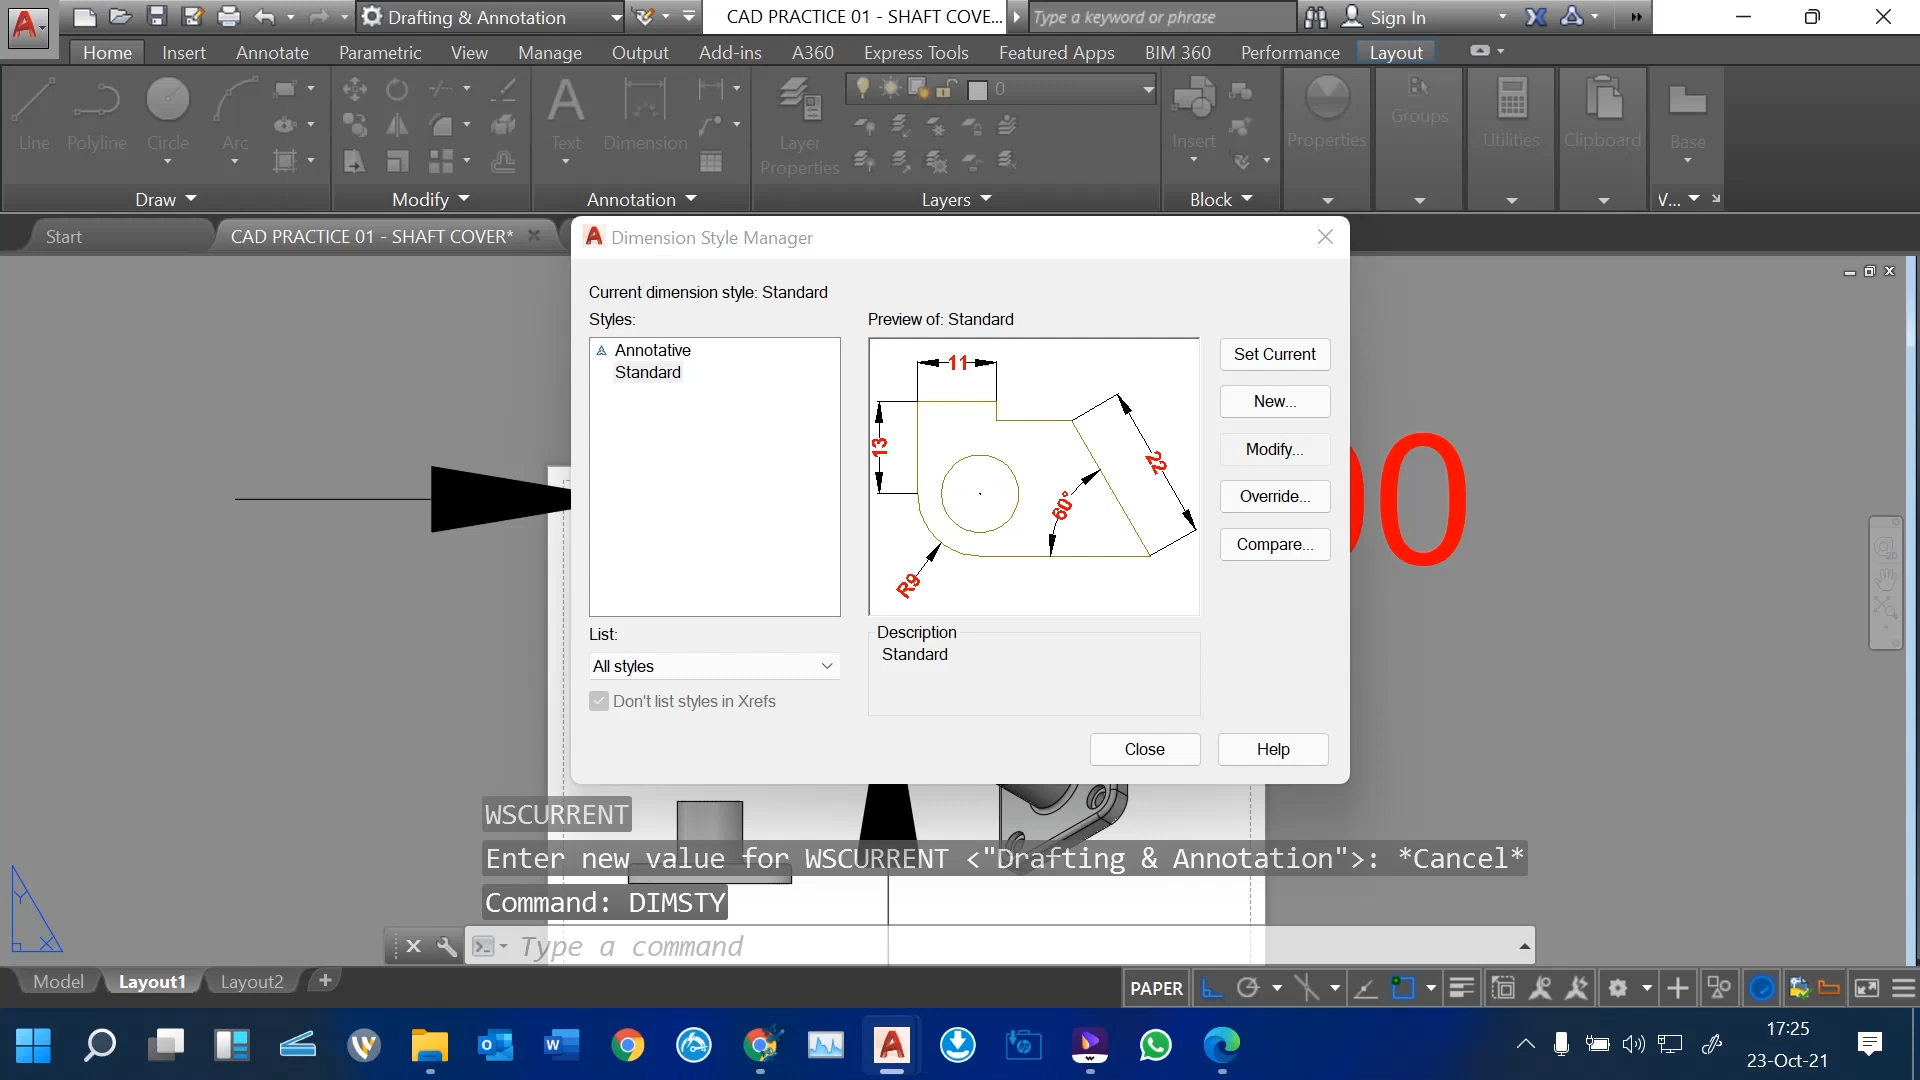 Drafting & Annotation
CAD PRACTICE 01 - SHAFT COVE...
Type a keyword or phrase
Sign In
Home
Insert
Annotate
Parametric
View
Manage
Output
Add-ins
A360
Express Tools
Featured Apps
BIM 360
Performance
Layout
0
Line
Polyline
Circle
Arc
Text
Dimension
Layer
Properties
Insert
Properties
Groups
Utilities
Clipboard
Base
Draw
Modify
Annotation
Layers
Block
V...
Start
CAD PRACTICE 01 - SHAFT COVER*
Dimension Style Manager
Current dimension style: Standard
Styles:
Annotative
Standard
Preview of: Standard
11
13
22
60°
R9
Set Current
New...
Modify...
Override...
Compare...
List:
All styles
Don't list styles in Xrefs
Description
Standard
Close
Help
WSCURRENT
Enter new value for WSCURRENT <"Drafting & Annotation">: *Cancel*
Command: DIMSTY
Type a command
Y
X
Model
Layout1
Layout2
PAPER
17:25
23-Oct-21